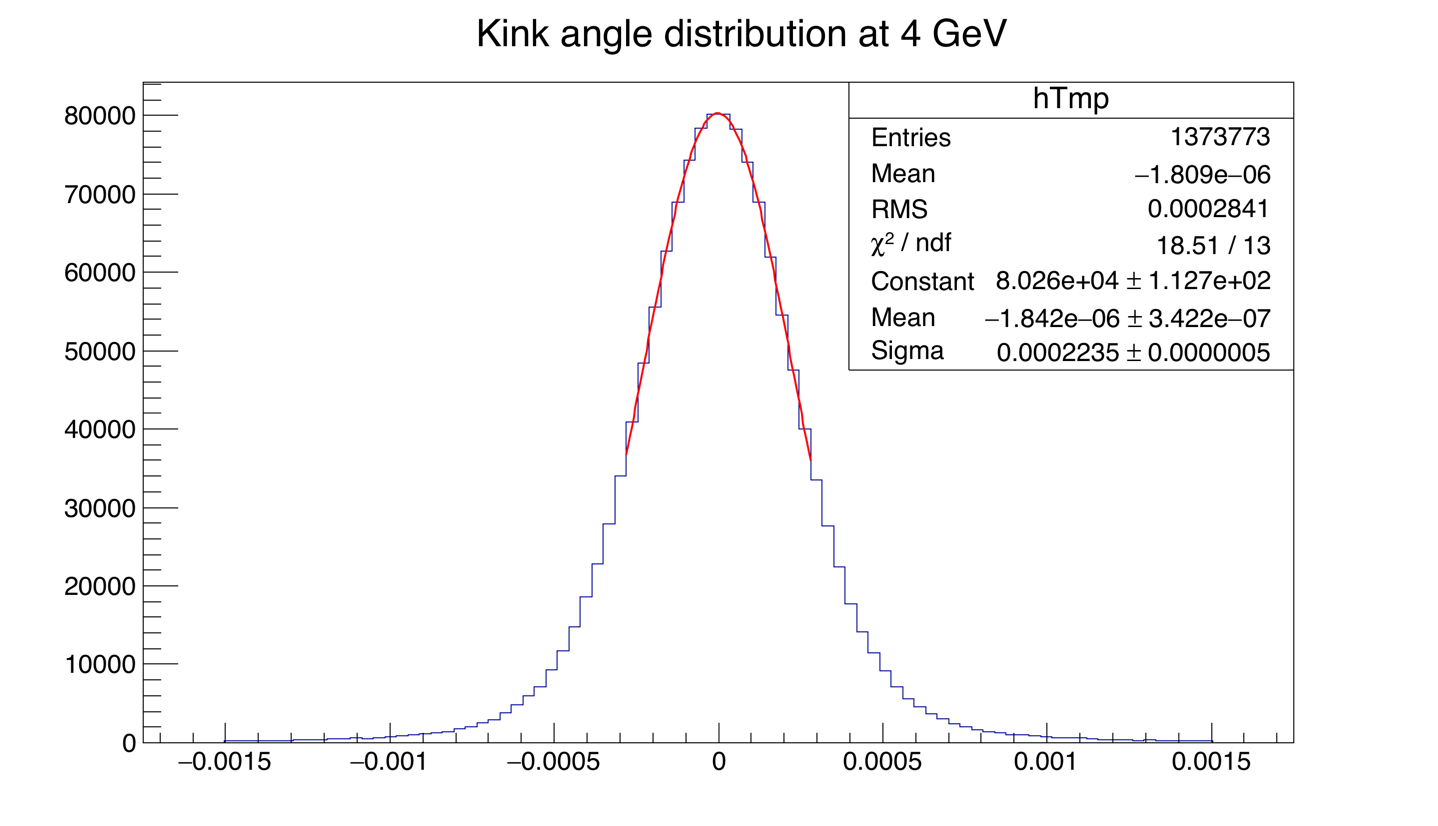 Kink angle distribution at 4 GeV
hTmp
Entries 1373773
Mean −1.809e−06
RMS 0.0002841
χ² / ndf 18.51 / 13
Constant 8.026e+04 ± 1.127e+02
Mean −1.842e−06 ± 3.422e−07
Sigma 0.0002235 ± 0.0000005
80000
70000
60000
50000
40000
30000
20000
10000
0
−0.0015 −0.001 −0.0005 0 0.0005 0.001 0.0015